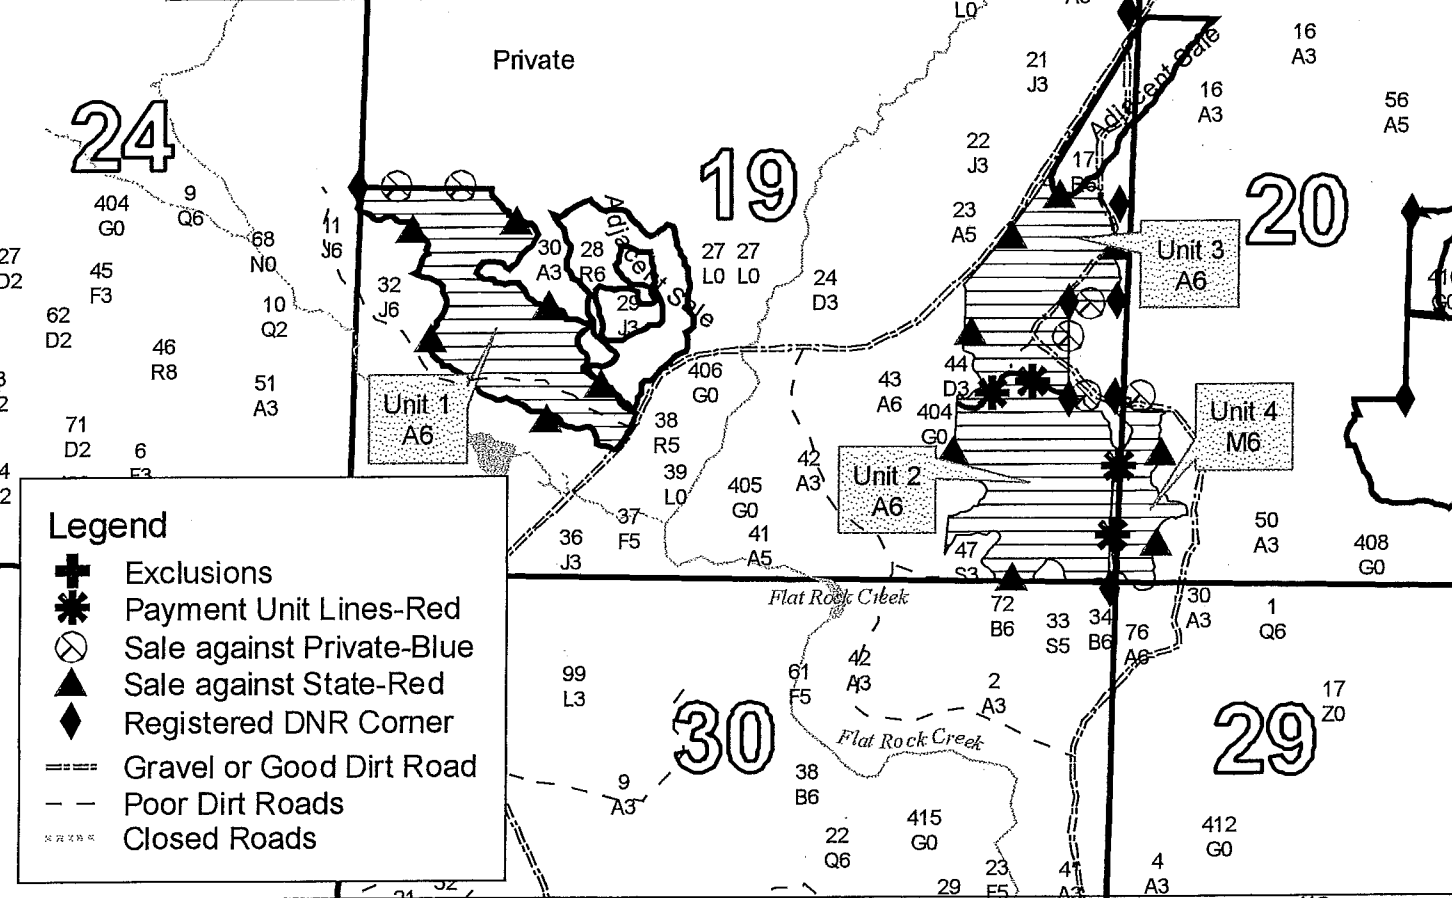 L0
Private
21
J3
16
A3
16
A3
56
A5
Adjacent Sale
24
22
J3
17
R6
19
20
404
G0
9
Q6
11
J6
68
N0
30
A3
28
R6
Adjacent Sale
27
L0
27
L0
23
A5
Unit 3
A6
27
D2
45
F3
32
J6
10
Q2
29
J3
24
D3
62
D2
46
R8
51
A3
406
G0
43
A6
44
D3
404
G0
Unit 1
A6
Unit 4
M6
71
D2
6
F3
38
R5
39
L0
405
G0
42
A3
Unit 2
A6
37
F5
36
J3
41
A5
47
S3
50
A3
408
G0
Legend
Exclusions
Payment Unit Lines-Red
Sale against Private-Blue
Sale against State-Red
Registered DNR Corner
Gravel or Good Dirt Road
Poor Dirt Roads
Closed Roads
Flat Rock Creek
72
B6
33
S5
34
B6
76
A6
30
A3
1
Q6
99
L3
61
F5
42
A3
2
A3
17
Z0
30
29
Flat Rock Creek
9
A3
38
B6
22
Q6
415
G0
412
G0
23
F5
29
4
A3
4
A3